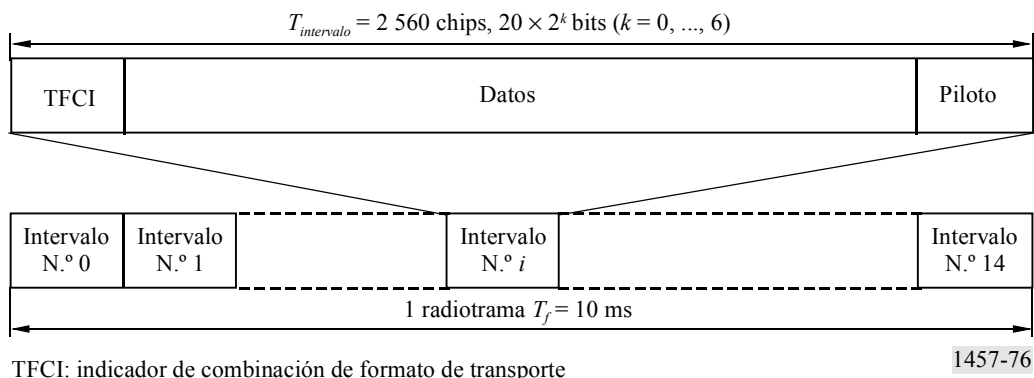 T_intervalo = 2 560 chips, 20 × 2^k bits (k = 0, ..., 6)
TFCI Datos Piloto
Intervalo N.º 0 Intervalo N.º 1 Intervalo N.º i Intervalo N.º 14
1 radiotrama T_f = 10 ms
TFCI: indicador de combinación de formato de transporte
1457-76